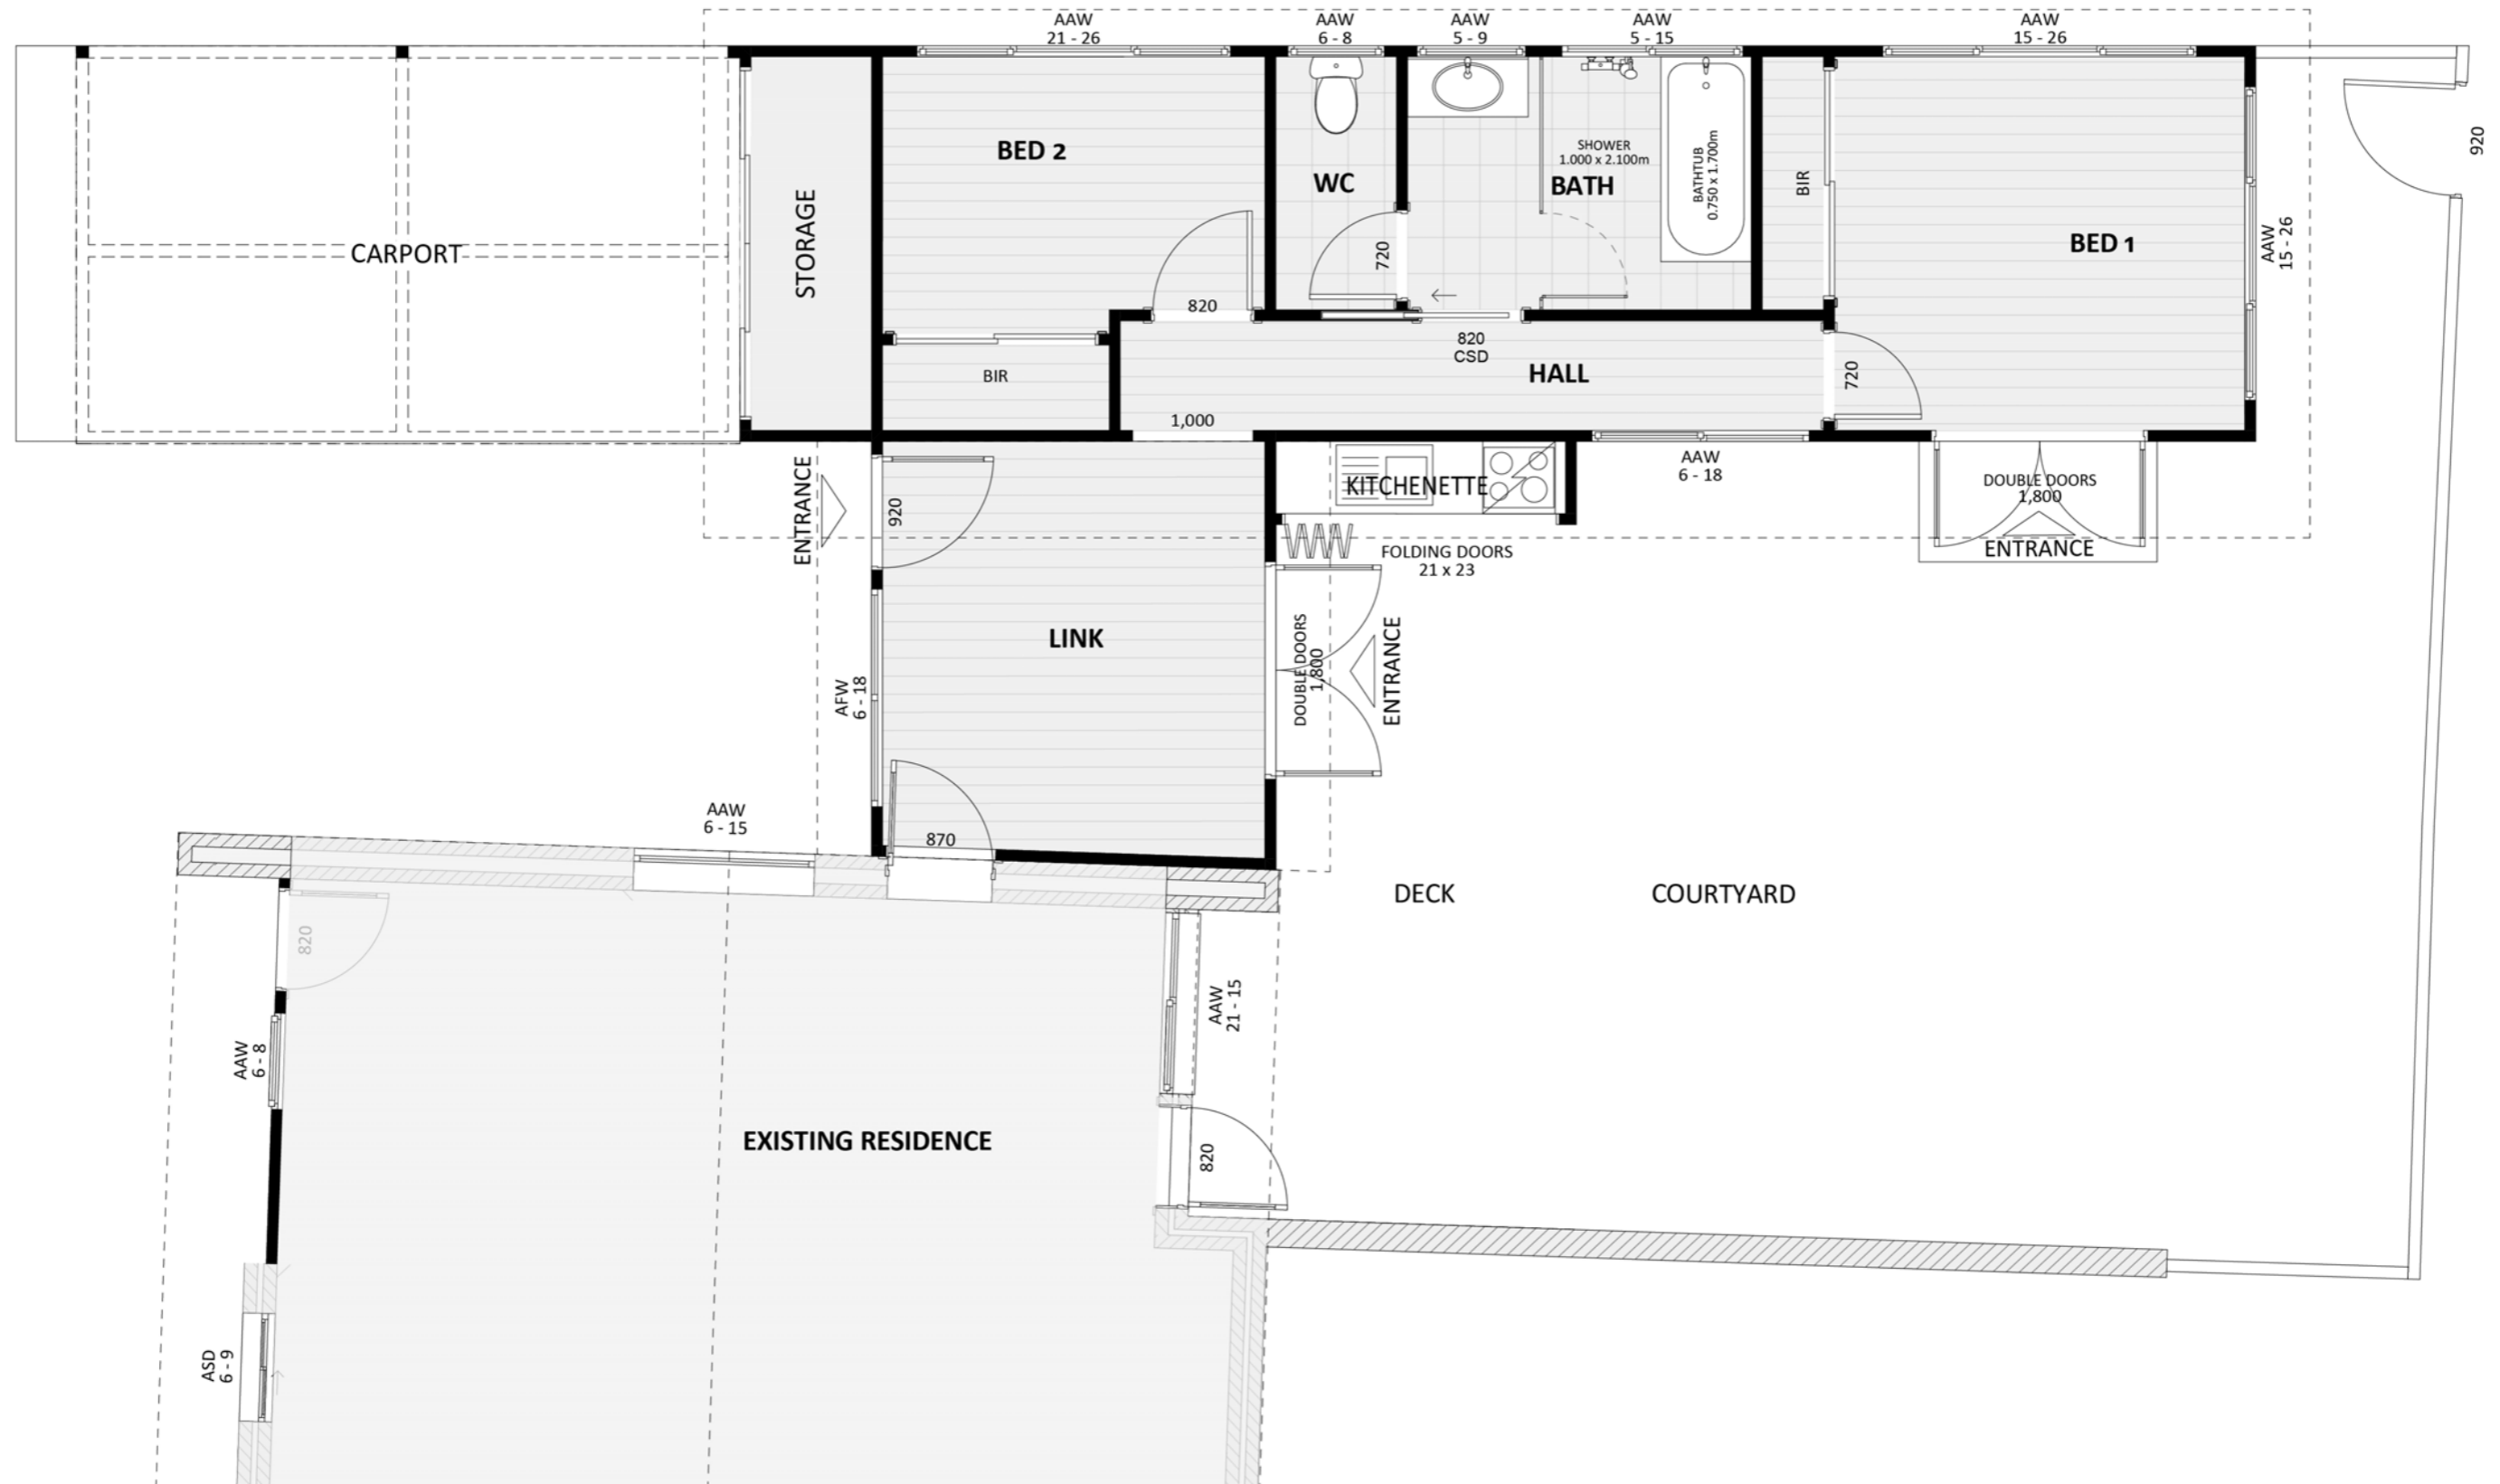 AAW
21 - 26
AAW
6 - 8
AAW
5 - 9
AAW
5 - 15
AAW
15 - 26
920
BED 2
WC
SHOWER
1.000 x 2.100m
BATH
BATHTUB
0.750 x 1.700m
BIR
BED 1
AAW
15 - 26
CARPORT
STORAGE
720
820
820
CSD
HALL
720
BIR
1,000
ENTRANCE
920
KITCHENETTE
AAW
6 - 18
DOUBLE DOORS
1,800
ENTRANCE
FOLDING DOORS
21 x 23
LINK
DOUBLE DOORS
1,800
ENTRANCE
AFW
6 - 18
AAW
6 - 15
870
DECK
COURTYARD
820
AAW
21 - 15
AAW
6 - 8
EXISTING RESIDENCE
820
ASD
6 - 9